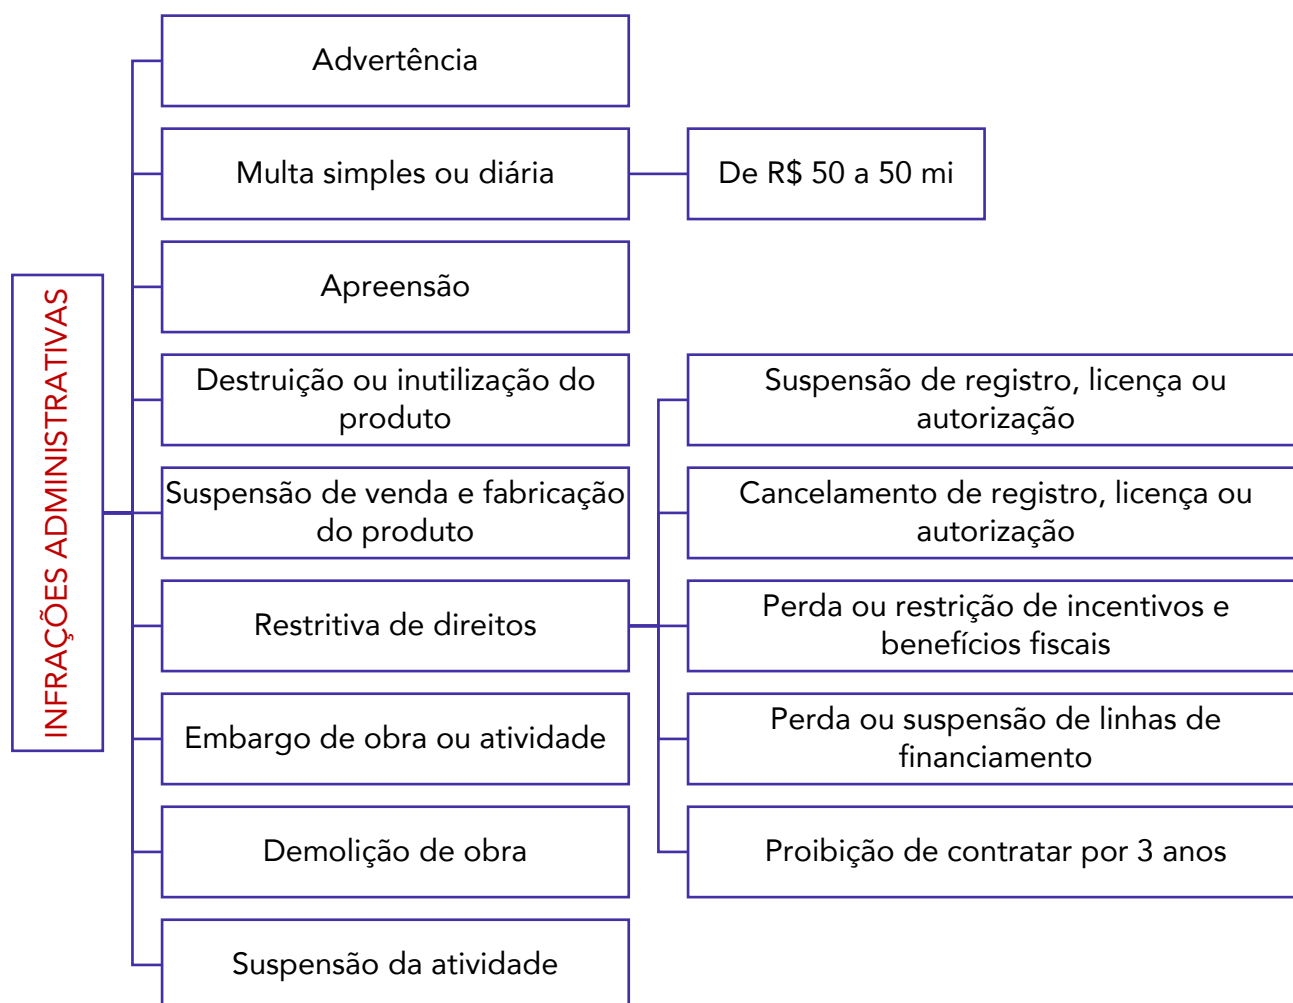 INFRAÇÕES ADMINISTRATIVAS
Advertência
Multa simples ou diária
De R$ 50 a 50 mi
Apreensão
Destruição ou inutilização do
produto
Suspensão de venda e fabricação
do produto
Restritiva de direitos
Suspensão de registro, licença ou
autorização
Cancelamento de registro, licença ou
autorização
Perda ou restrição de incentivos e
benefícios fiscais
Perda ou suspensão de linhas de
financiamento
Proibição de contratar por 3 anos
Embargo de obra ou atividade
Demolição de obra
Suspensão da atividade